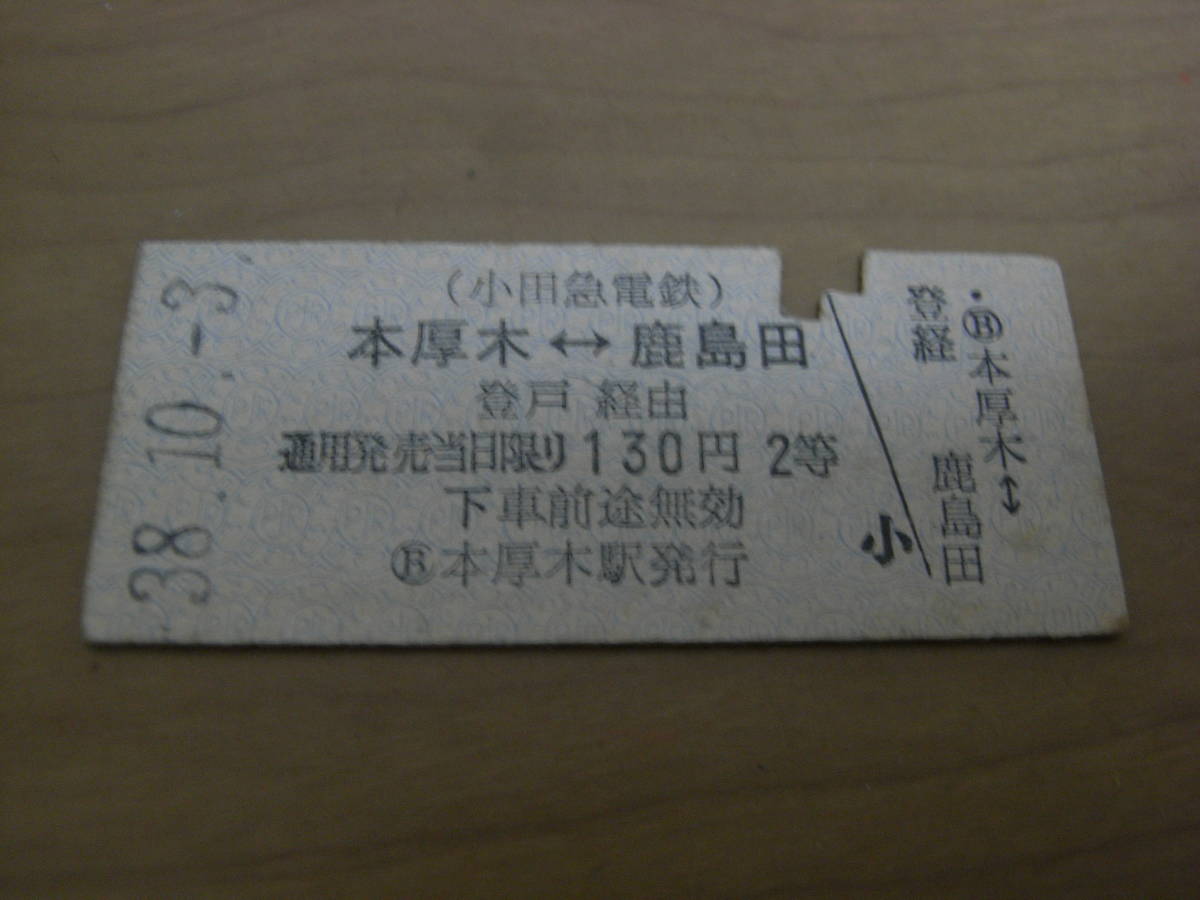 38.10.-3
（小田急電鉄）
本厚木↔鹿島田
登戸 経由
通用発売当日限り 130円 2等
下車前途無効
Ⓑ本厚木駅発行
小
・Ⓑ本厚木↔
鹿島田
登経